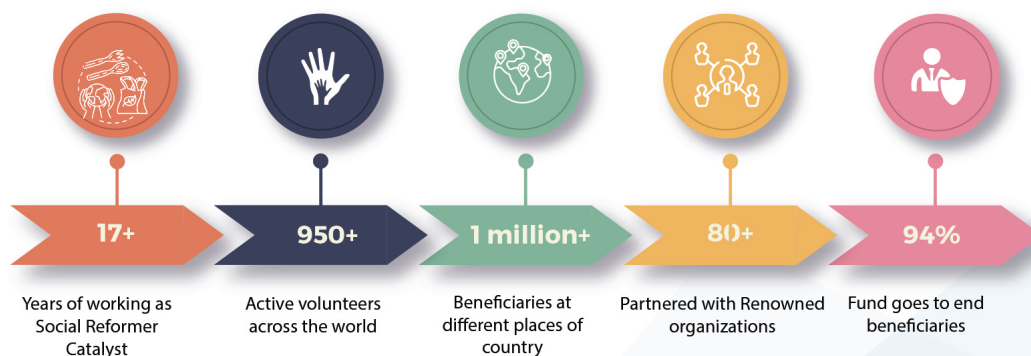 17+
950+
1 million+
80+
94%
Years of working as
Social Reformer
Catalyst
Active volunteers
across the world
Beneficiaries at
different places of
country
Partnered with Renowned
organizations
Fund goes to end
beneficiaries